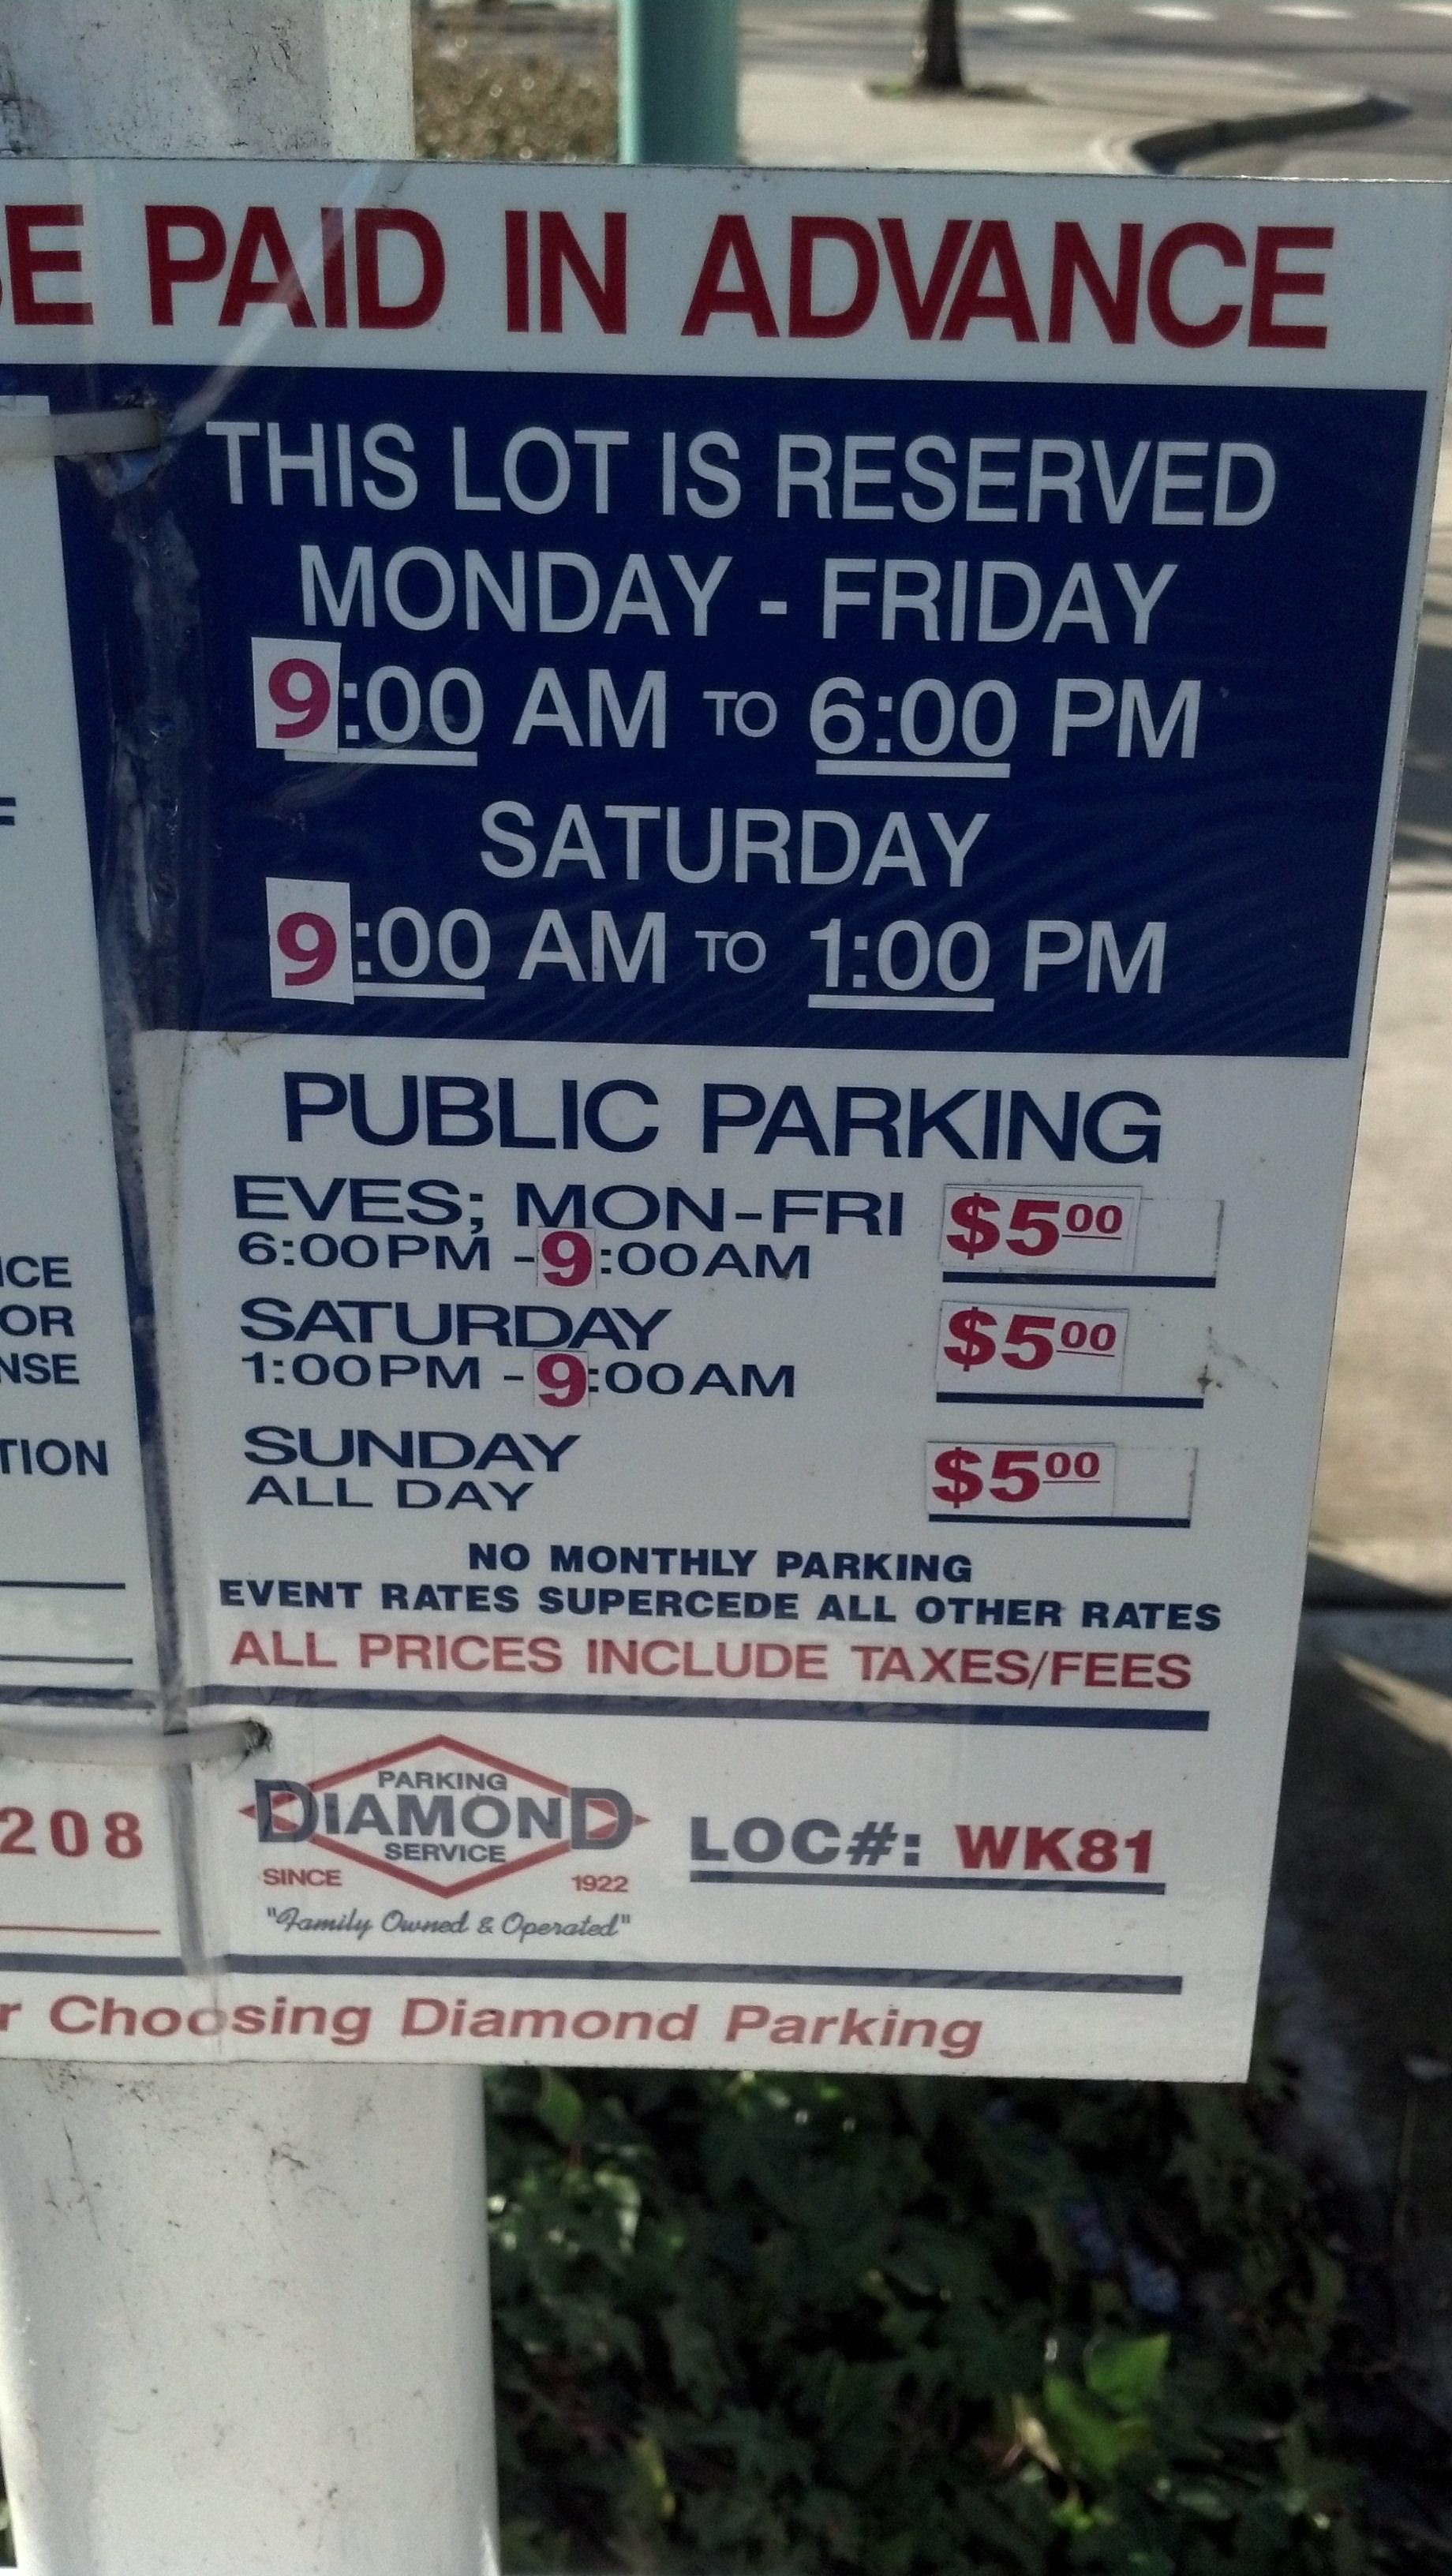 E PAID IN ADVANCE
THIS LOT IS RESERVED
MONDAY - FRIDAY
9:00 AM TO 6:00 PM
SATURDAY
9:00 AM TO 1:00 PM
PUBLIC PARKING
EVES; MON-FRI $5 00
6:00PM - 9:00AM
SATURDAY $5 00
1:00PM - 9:00AM
SUNDAY $5 00
ALL DAY
NO MONTHLY PARKING
EVENT RATES SUPERCEDE ALL OTHER RATES
ALL PRICES INCLUDE TAXES/FEES
ICE
OR
NSE
TION
208
PARKING
DIAMOND
SERVICE
SINCE 1922
"Family Owned & Operated"
LOC#: WK81
r Choosing Diamond Parking